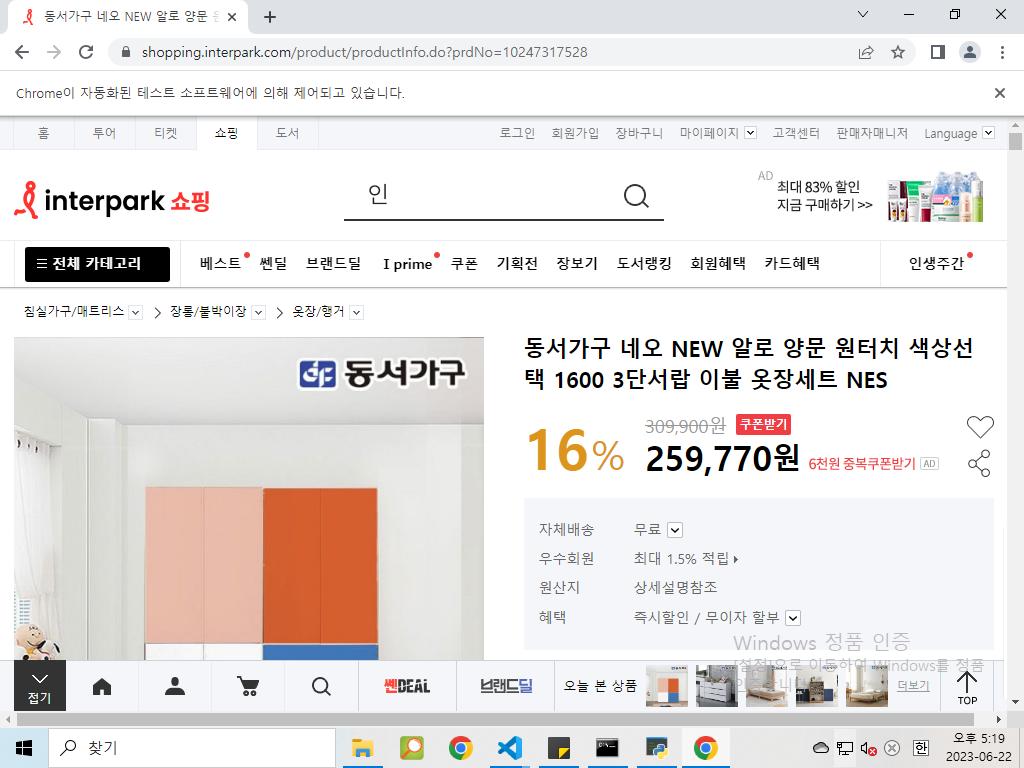 동서가구 네오 NEW 알로 양문 원
shopping.interpark.com/product/productInfo.do?prdNo=10247317528
Chrome이 자동화된 테스트 소프트웨어에 의해 제어되고 있습니다.
홈 투어 티켓 쇼핑 도서 로그인 회원가입 장바구니 마이페이지 고객센터 판매자매니저 Language
interpark 쇼핑 인 AD
최대 83% 할인
지금 구매하기 >>
전체 카테고리 베스트 쎈딜 브랜드딜 I prime 쿠폰 기획전 장보기 도서랭킹 회원혜택 카드혜택 인생주간
침실가구/매트리스 장롱/붙박이장 옷장/행거
동서가구
동서가구 네오 NEW 알로 양문 원터치 색상선
택 1600 3단서랍 이불 옷장세트 NES
16% 309,900원 쿠폰받기
259,770원 6천원 중복쿠폰받기 AD
자체배송 무료
우수회원 최대 1.5% 적립
원산지 상세설명참조
혜택 즉시할인 / 무이자 할부
Windows 정품 인증
[설정]으로 이동하여 Windows를 정품
접기 쎈DEAL 브랜드딜 오늘 본 상품 더보기 TOP
찾기 한 오후 5:19
2023-06-22